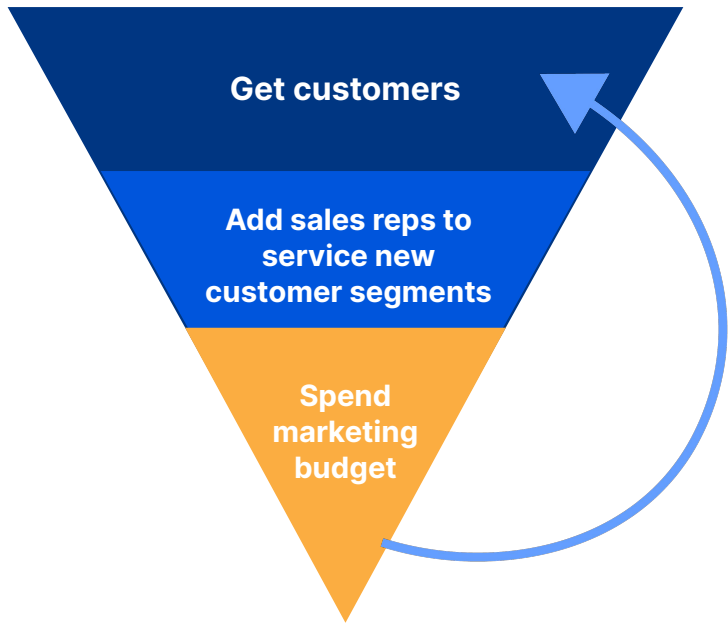 Get customers
Add sales reps to
service new
customer segments
Spend
marketing
budget